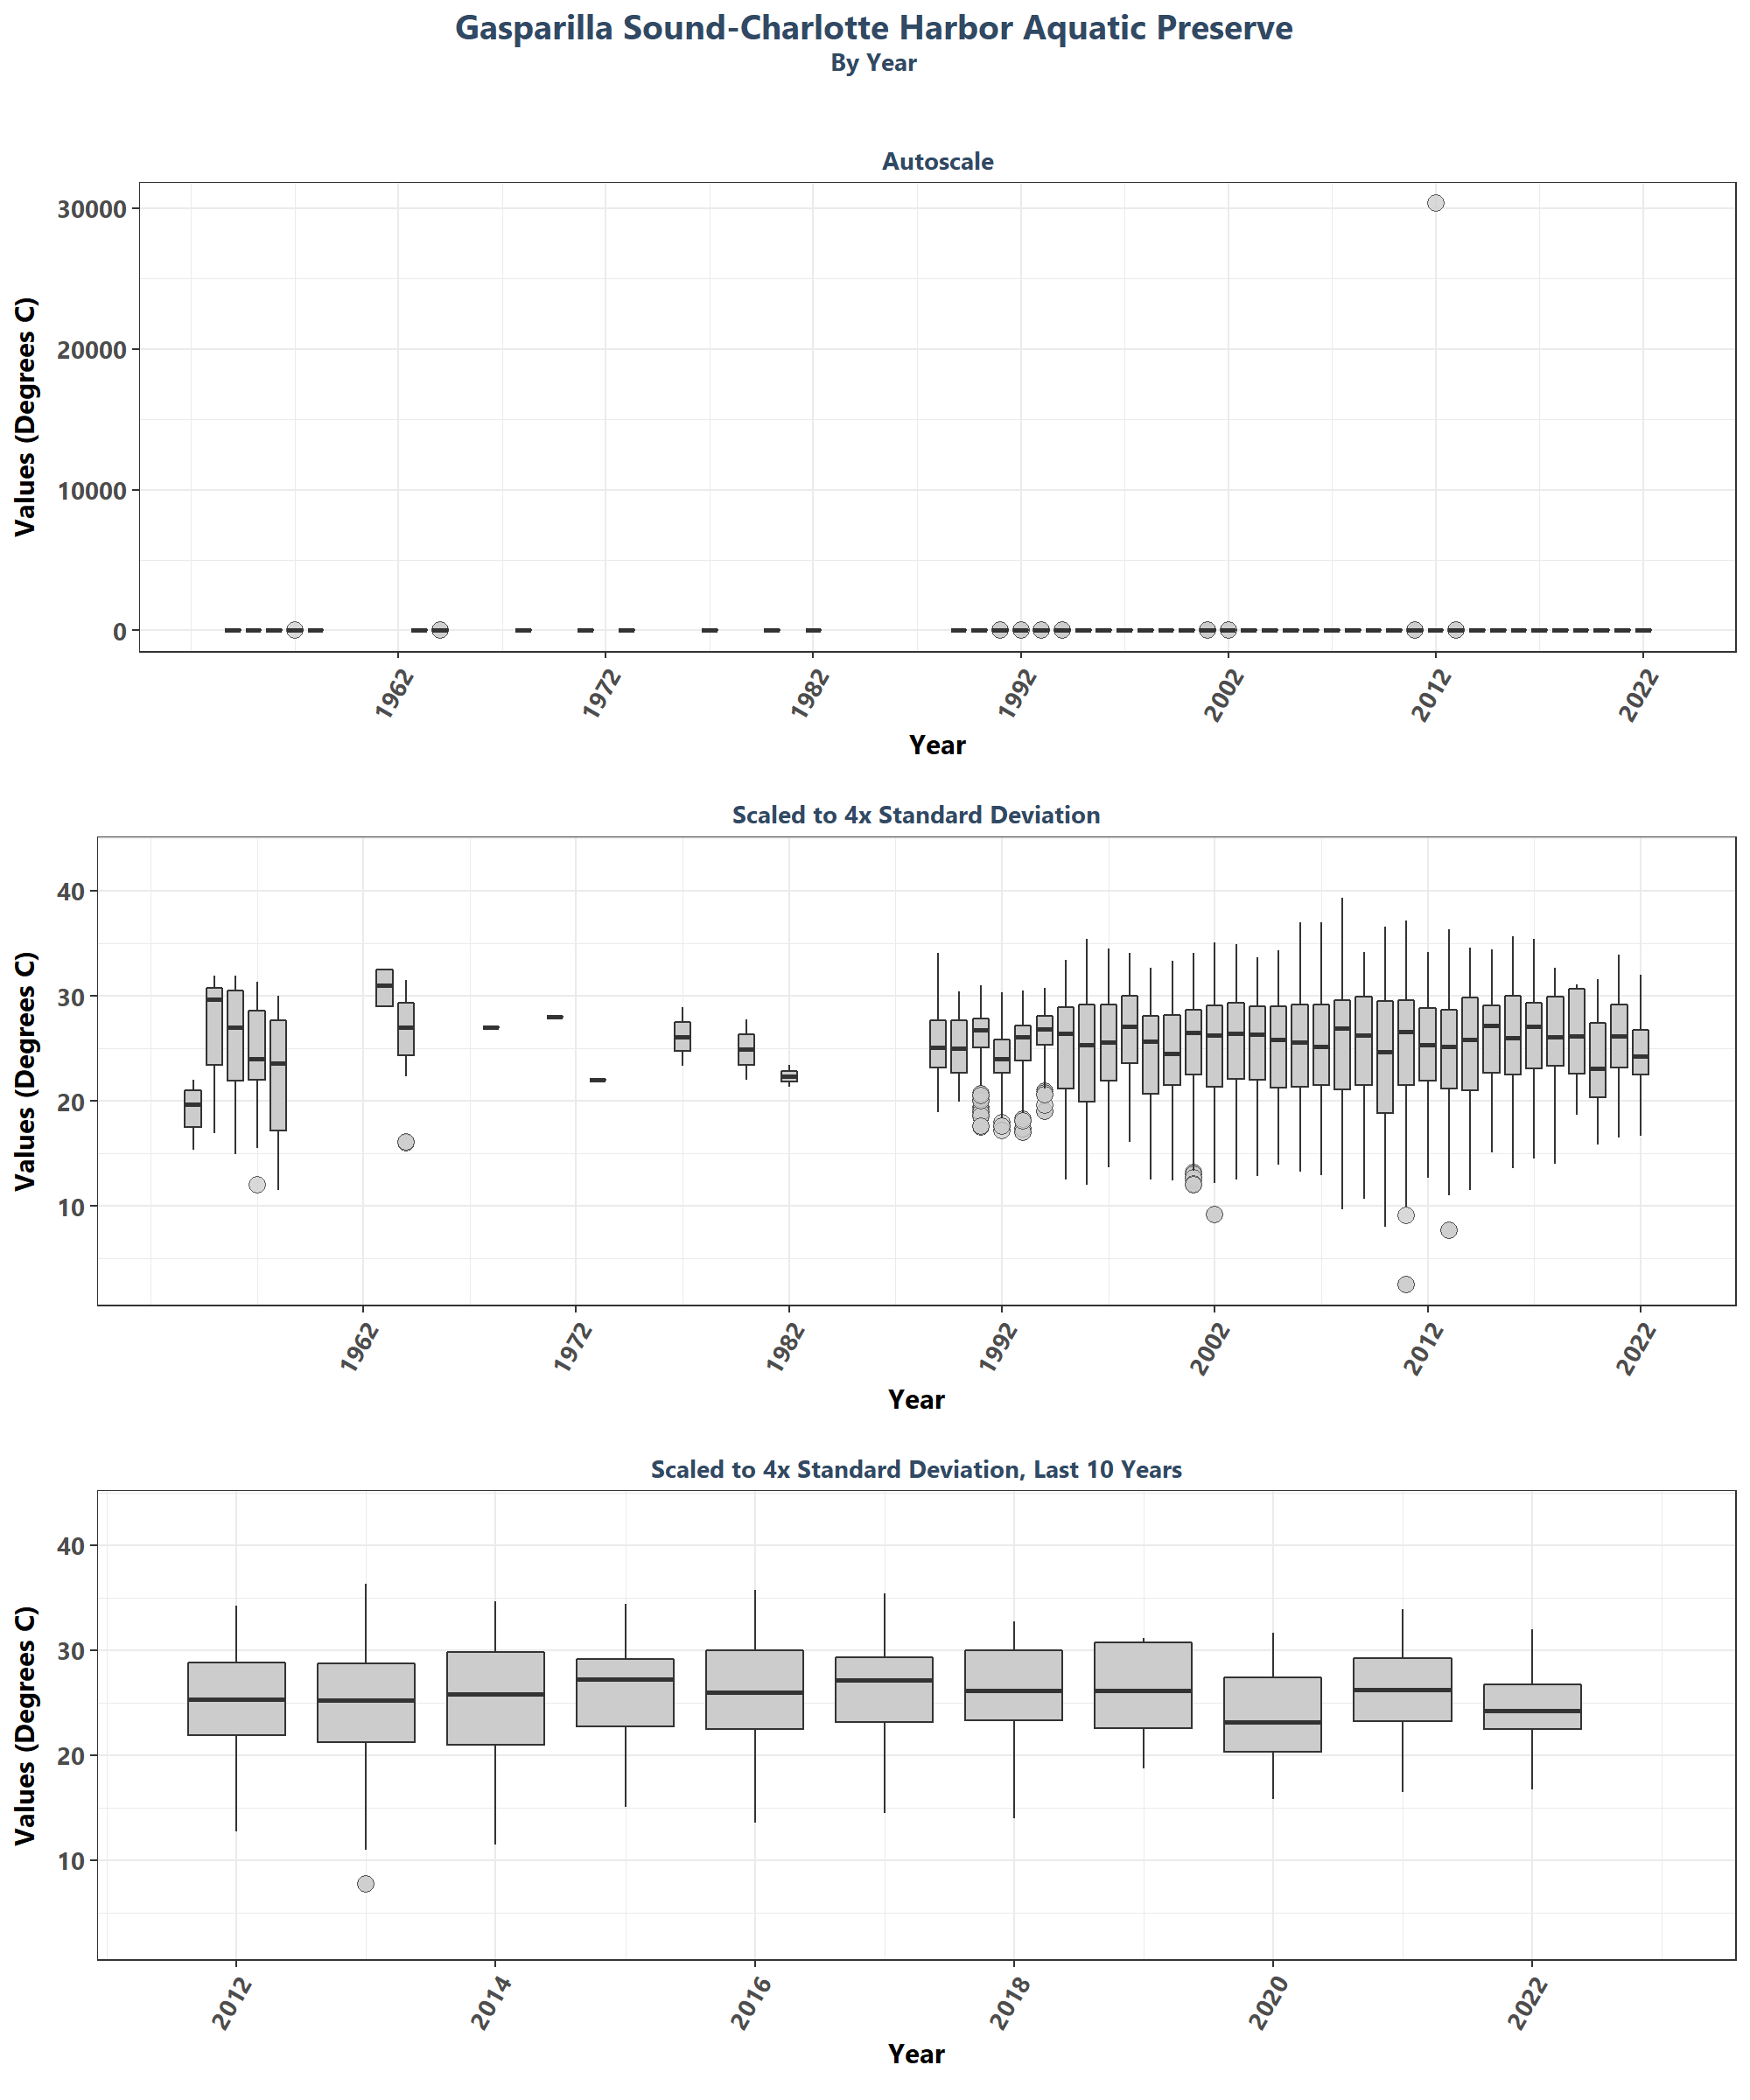 Gasparilla Sound-Charlotte Harbor Aquatic Preserve
By Year
Autoscale
Values (Degrees C)
30000
20000
10000
0
1962
1972
1982
1992
2002
2012
2022
Year
Scaled to 4x Standard Deviation
Values (Degrees C)
40
30
20
10
1962
1972
1982
1992
2002
2012
2022
Year
Scaled to 4x Standard Deviation, Last 10 Years
Values (Degrees C)
40
30
20
10
2012
2014
2016
2018
2020
2022
Year